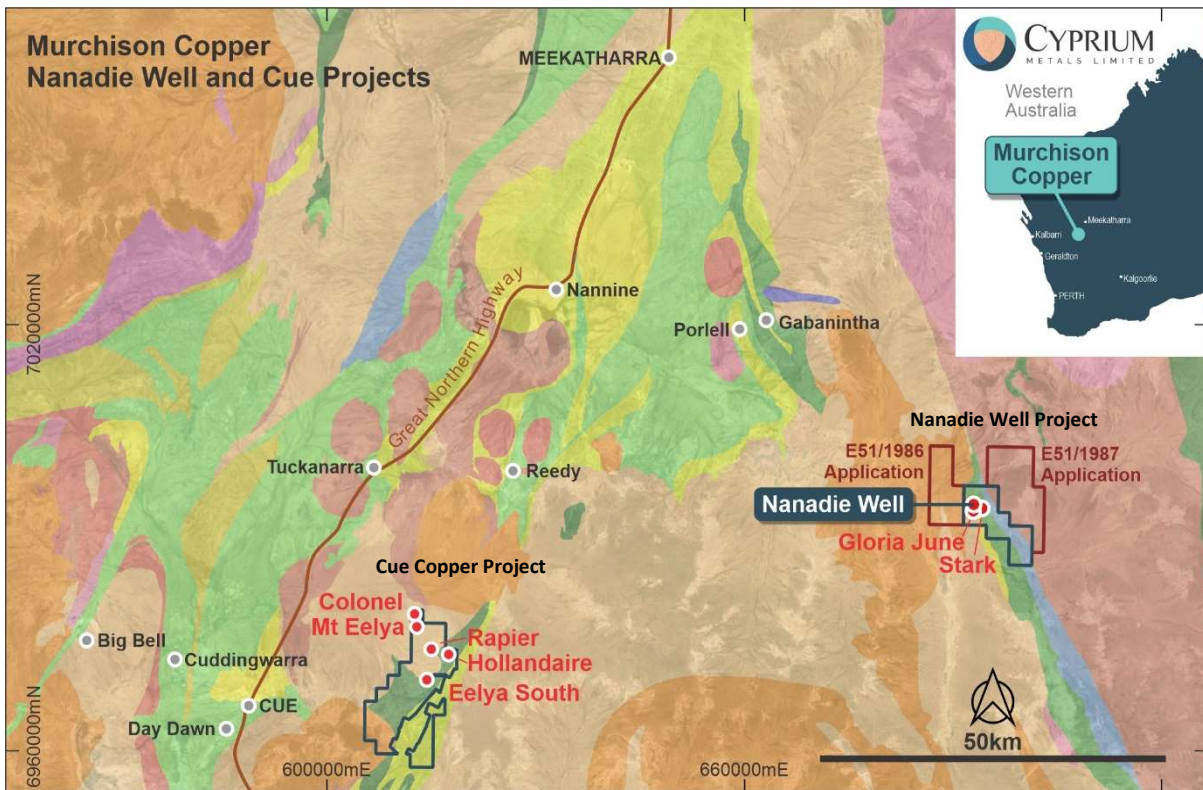 Murchison Copper
Nanadie Well and Cue Projects
MEEKATHARRA
CYPRIUM
METALS LIMITED
Western
Australia
Murchison
Copper
Meekatharra
Kalbarri
Geraldton
Kalgoorlie
PERTH
7020000mN
Great Northern Highway
Nannine
Porlell
Gabanintha
Tuckanarra
Reedy
Nanadie Well Project
E51/1986
Application
E51/1987
Application
Nanadie Well
Gloria June
Stark
Cue Copper Project
Colonel
Mt Eelya
Rapier
Hollandaire
Eelya South
Big Bell
Cuddingwarra
CUE
Day Dawn
6960000mN
600000mE
660000mE
50km